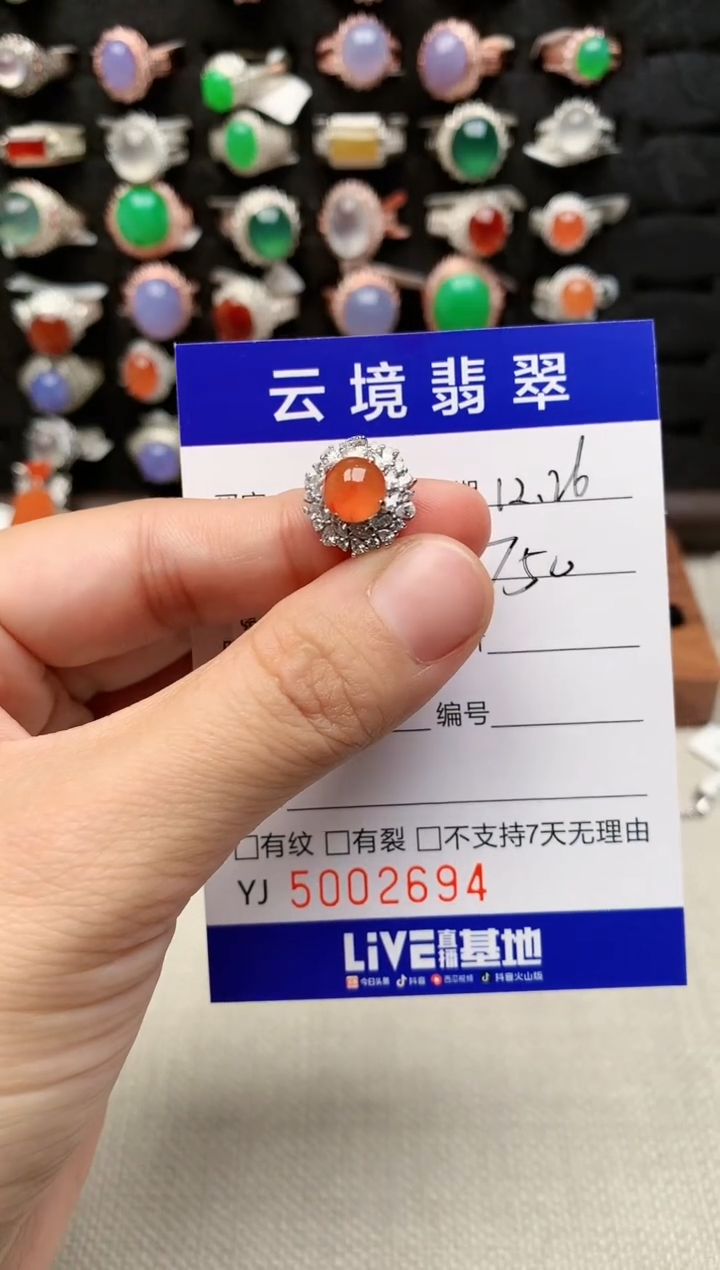 云境翡翠
12.26
750
编号
□有纹 □有裂 □不支持7天无理由
YJ 5002694
LiVE直播基地
今日头条 抖音 西瓜视频 抖音火山版